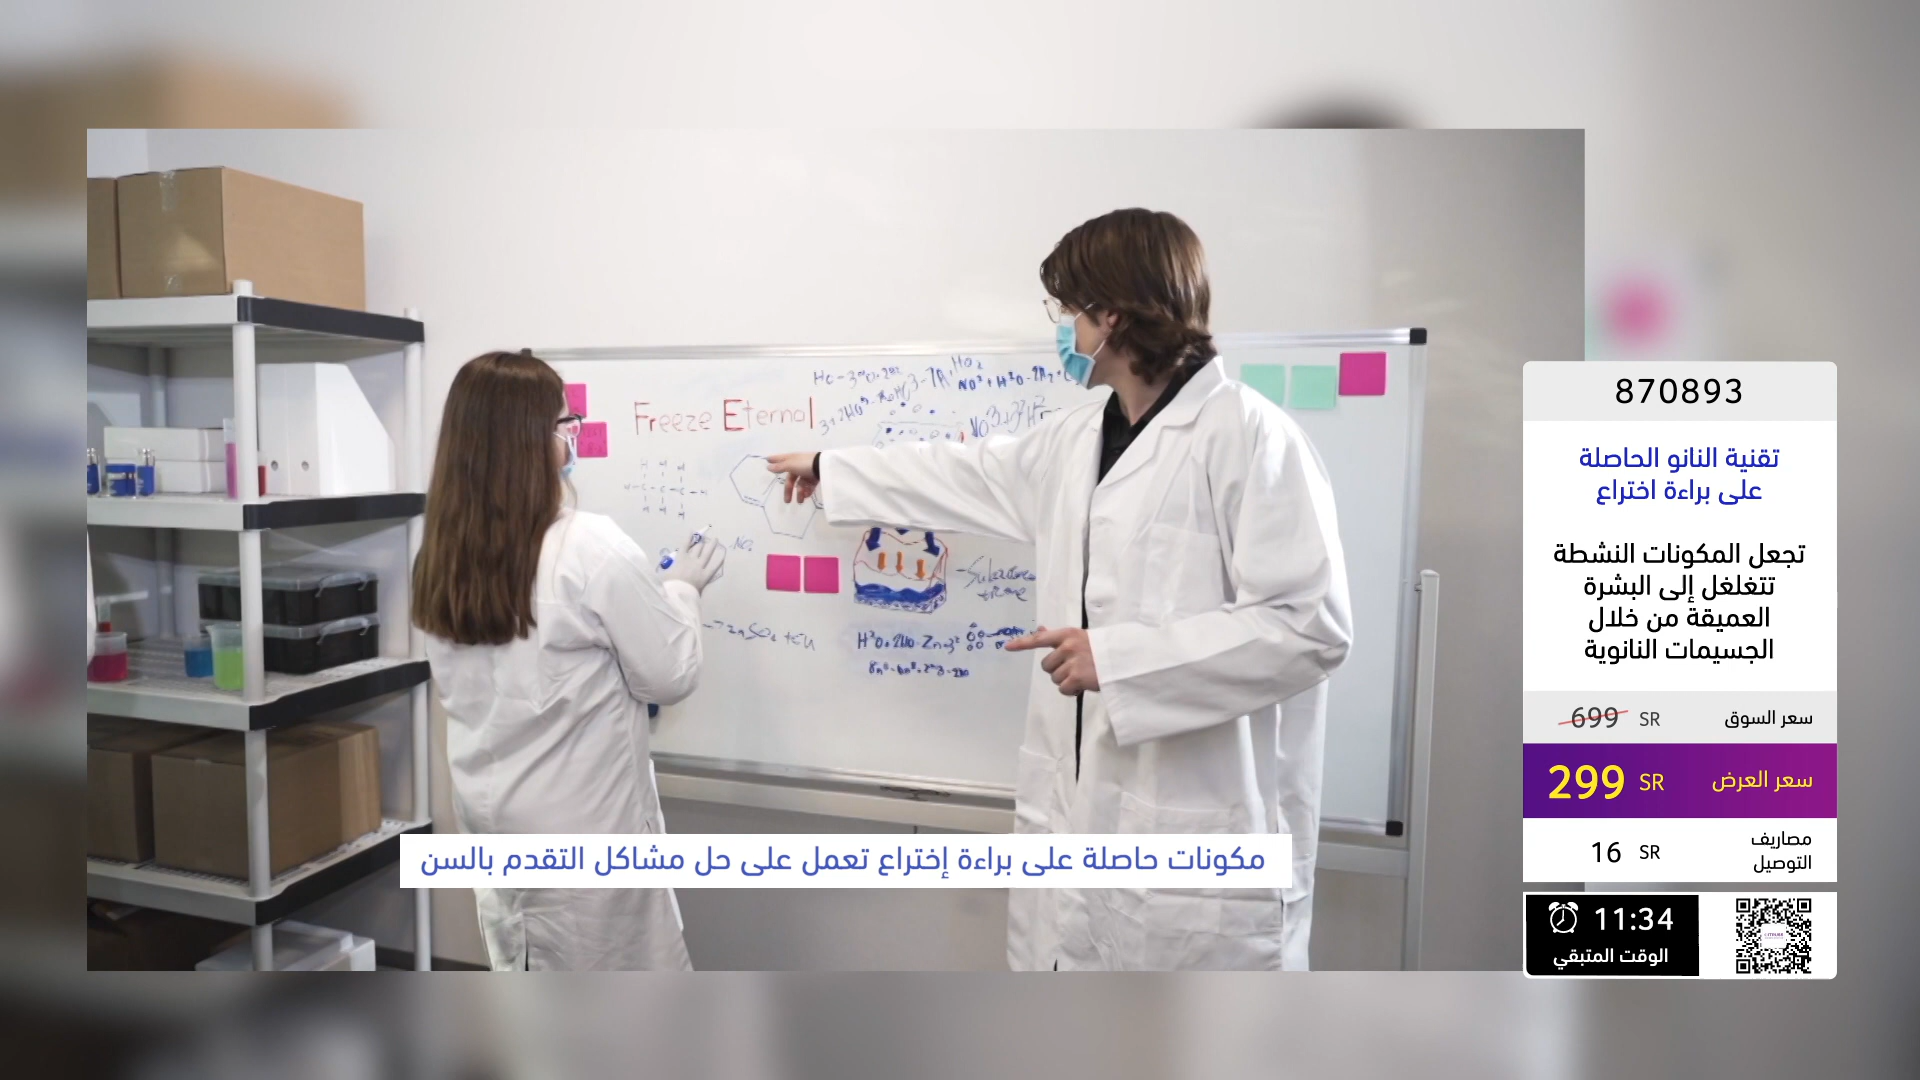 Freeze Eternal
870893
تقنية النانو الحاصلة
على براءة اختراع
تجعل المكونات النشطة
تتغلغل إلى البشرة
العميقة من خلال
الجسيمات النانوية
سعر السوق SR 699
سعر العرض SR 299
مصاريف
التوصيل
SR 16
11:34
الوقت المتبقي
مكونات حاصلة على براءة إختراع تعمل على حل مشاكل التقدم بالسن